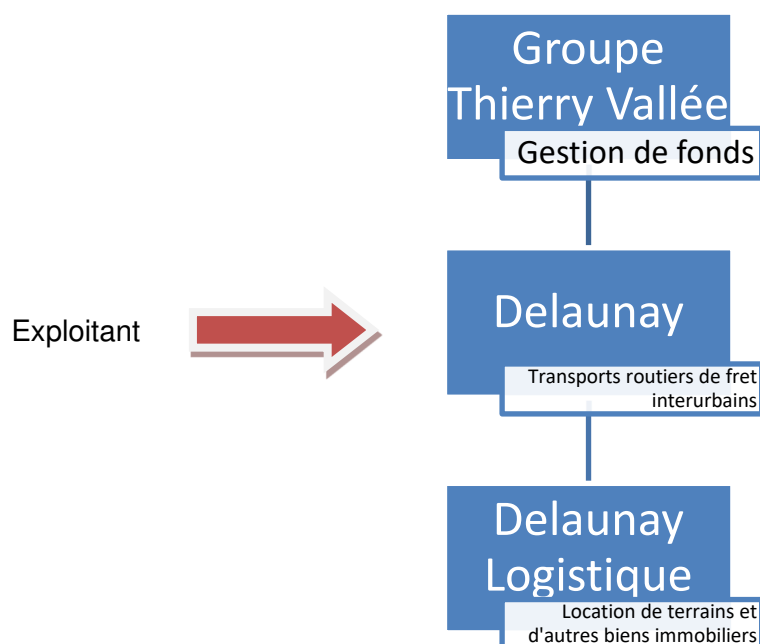 Groupe
Thierry Vallée
Gestion de fonds
Exploitant
Delaunay
Transports routiers de fret
interurbains
Delaunay
Logistique
Location de terrains et
d'autres biens immobiliers